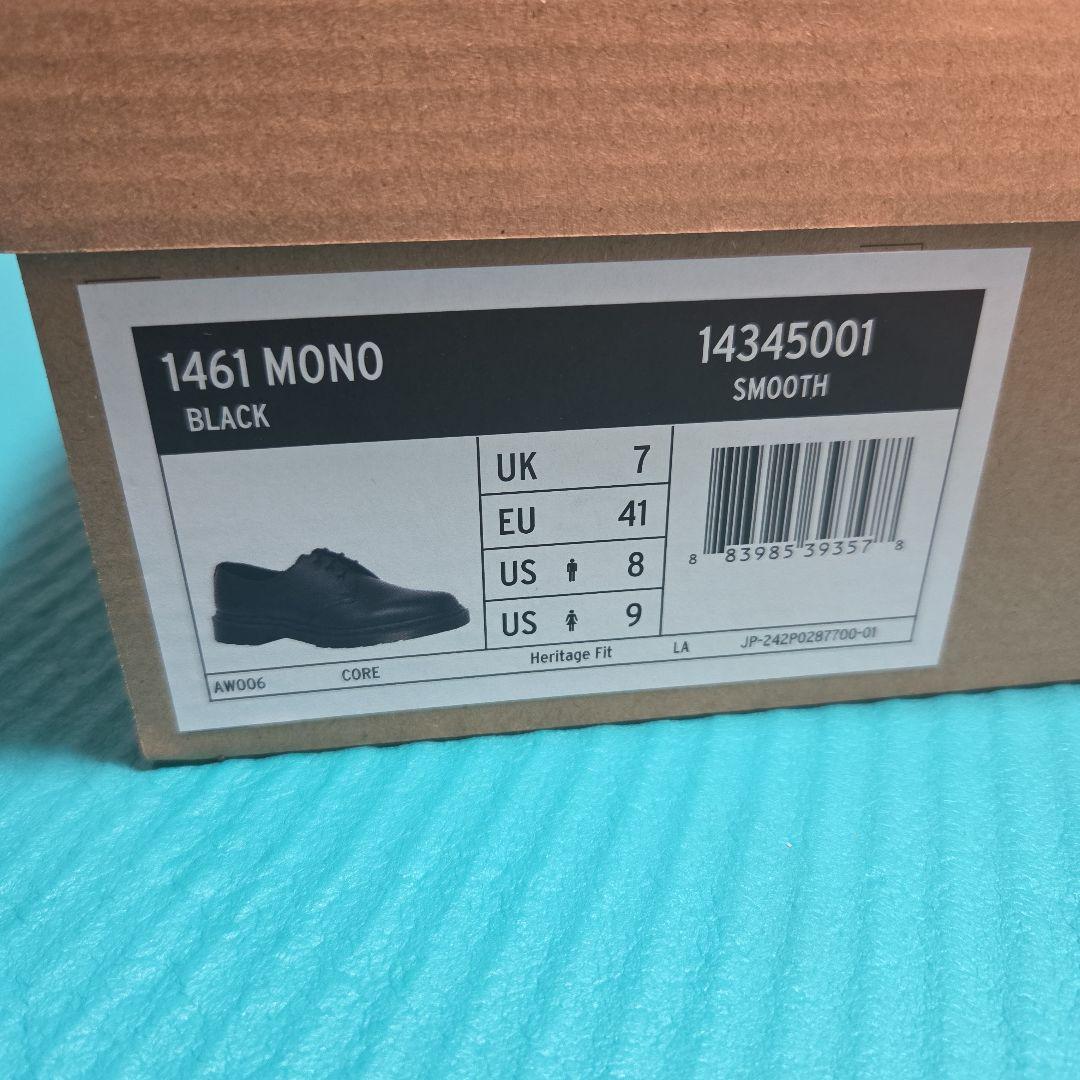 1461 MONO
BLACK
14345001
SMOOTH
UK 7
EU 41
US 8
US 9
8 83985 39357 8
AW006 CORE Heritage Fit LA JP-242P0287700-01